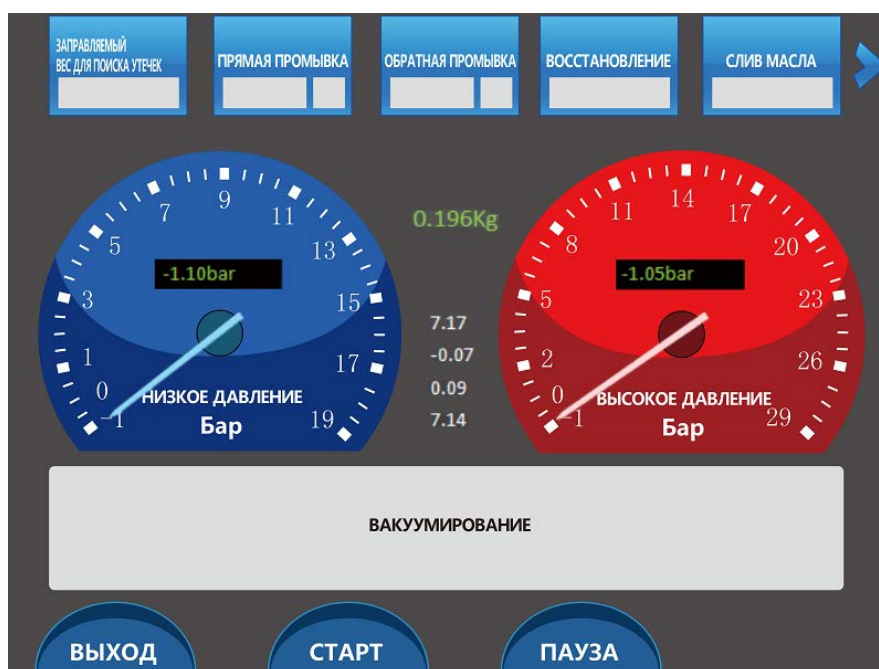 ЗАПРАВЛЯЕМЫЙ
ВЕС ДЛЯ ПОИСКА УТЕЧЕК
ПРЯМАЯ ПРОМЫВКА
ОБРАТНАЯ ПРОМЫВКА
ВОССТАНОВЛЕНИЕ
СЛИВ МАСЛА
-1
0
1
3
5
7
9
11
13
15
17
19
-1.10bar
НИЗКОЕ ДАВЛЕНИЕ
Бар
0.196Kg
7.17
-0.07
0.09
7.14
-1
0
2
5
8
11
14
17
20
23
26
29
-1.05bar
ВЫСОКОЕ ДАВЛЕНИЕ
Бар
ВАКУУМИРОВАНИЕ
ВЫХОД
СТАРТ
ПАУЗА